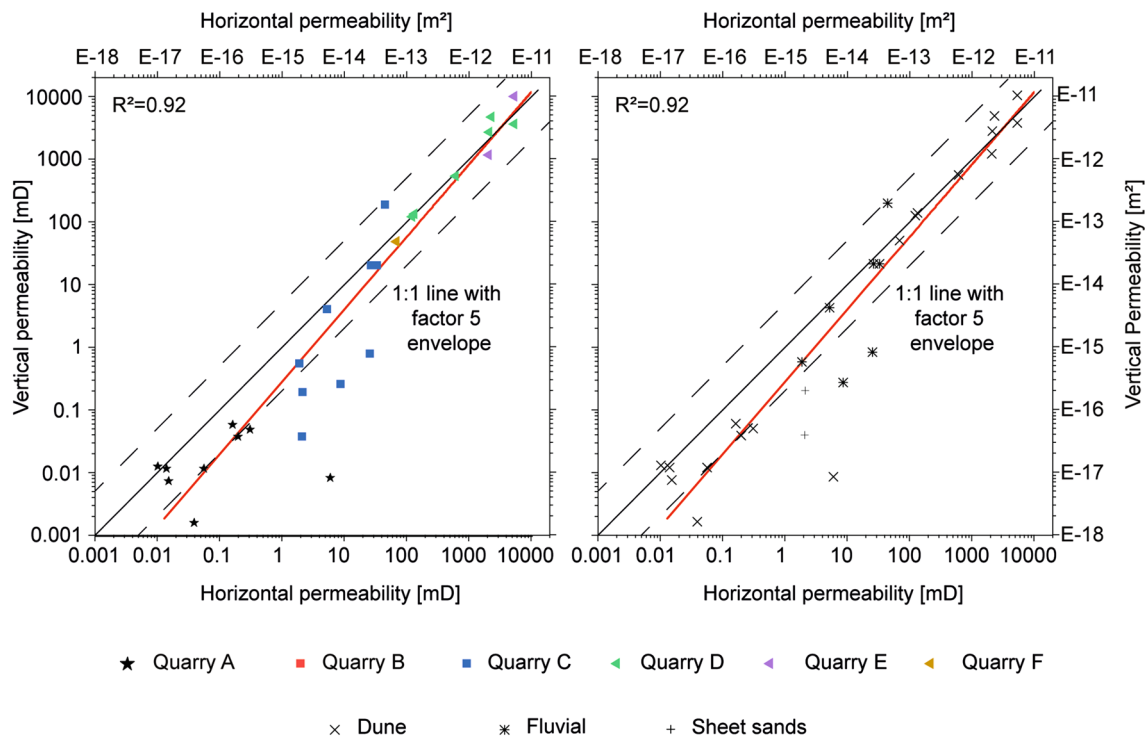 Horizontal permeability [m²]
E-18 E-17 E-16 E-15 E-14 E-13 E-12 E-11
R²=0.92
10000
1000
100
10
1
0.1
0.01
0.001
Vertical permeability [mD]
1:1 line with
factor 5
envelope
0.001 0.01 0.1 1 10 100 1000 10000
Horizontal permeability [mD]
Horizontal permeability [m²]
E-18 E-17 E-16 E-15 E-14 E-13 E-12 E-11
R²=0.92
1:1 line with
factor 5
envelope
E-11
E-12
E-13
E-14
E-15
E-16
E-17
E-18
Vertical Permeability [m²]
0.001 0.01 0.1 1 10 100 1000 10000
Horizontal permeability [mD]
Quarry A Quarry B Quarry C Quarry D Quarry E Quarry F
Dune Fluvial Sheet sands